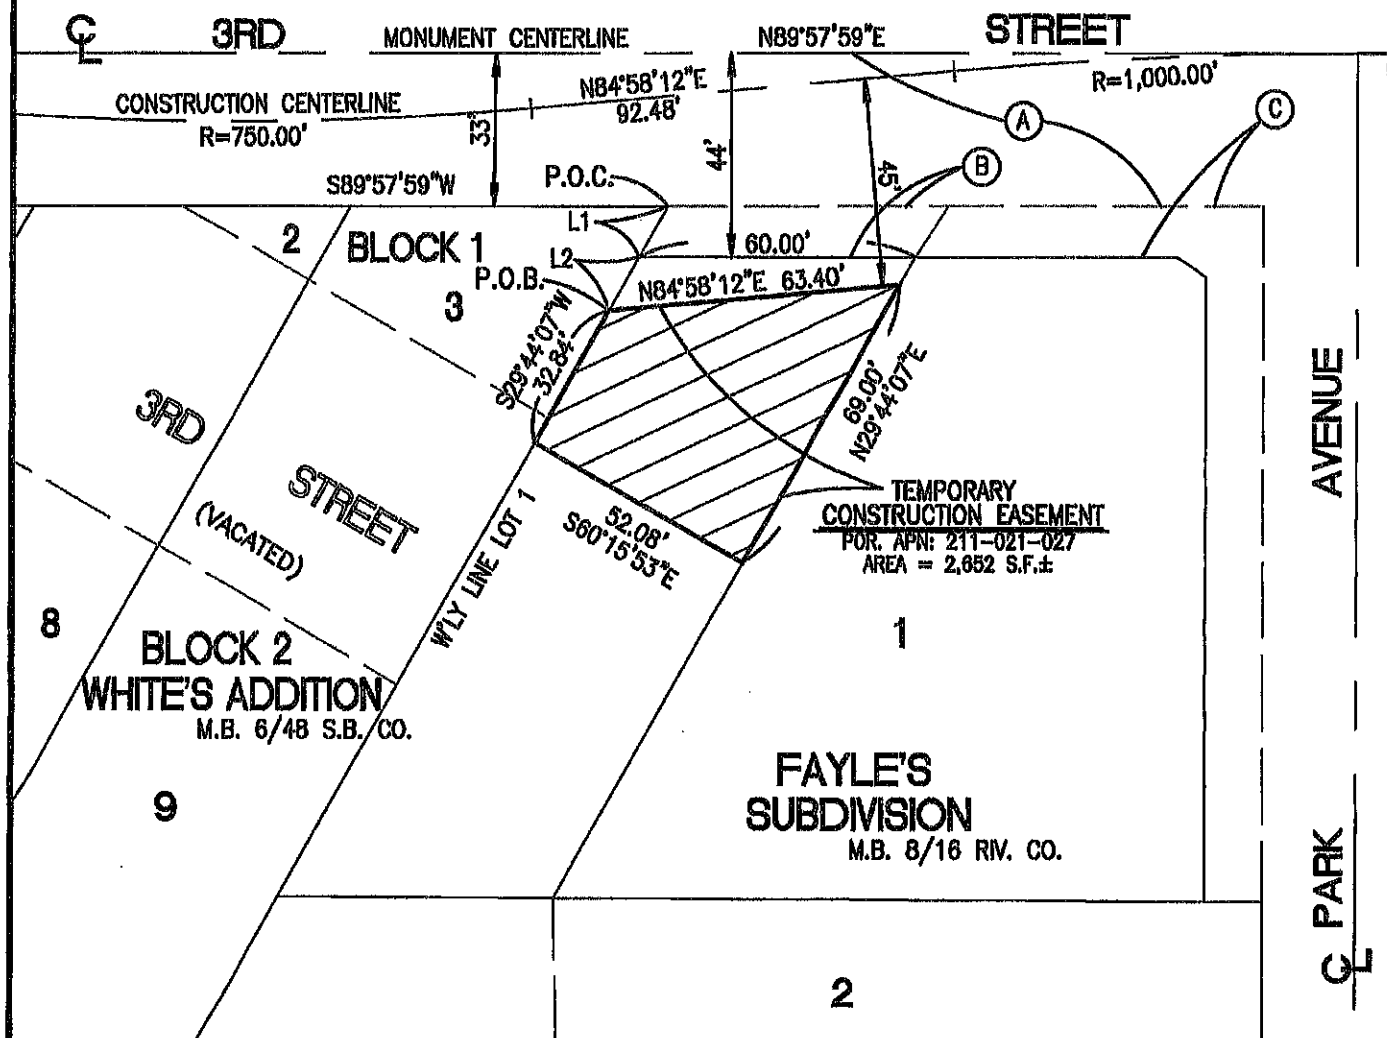 ℄ 3RD STREET
MONUMENT CENTERLINE
N89°57'59"E
CONSTRUCTION CENTERLINE
R=750.00'
N84°58'12"E
92.48'
R=1,000.00'
33'
44'
45'
A
B
C
S89°57'59"W
P.O.C.
L1
L2
P.O.B.
60.00'
N84°58'12"E 63.40'
2
BLOCK 1
3
S29°44'07"W
32.84'
69.00'
N29°44'07"E
3RD
STREET
(VACATED)
52.08'
S60°15'53"E
W'LY LINE LOT 1
TEMPORARY
CONSTRUCTION EASEMENT
POR. APN: 211-021-027
AREA = 2,652 S.F.±
8
1
BLOCK 2
WHITE'S ADDITION
M.B. 6/48 S.B. CO.
9
FAYLE'S
SUBDIVISION
M.B. 8/16 RIV. CO.
2
℄ PARK AVENUE